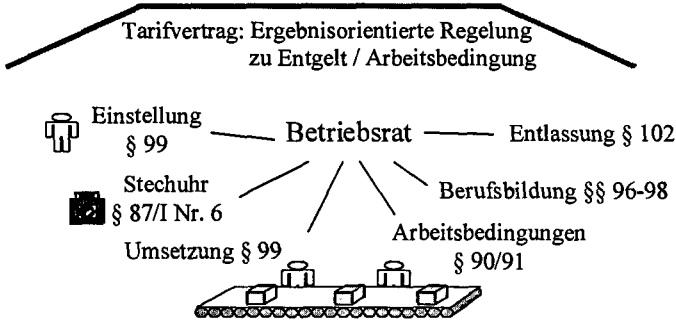 Tarifvertrag: Ergebnisorientierte Regelung
zu Entgelt / Arbeitsbedingung
Einstellung
§ 99
Betriebsrat
Entlassung § 102
Stechuhr
§ 87/I Nr. 6
Berufsbildung §§ 96-98
Umsetzung § 99
Arbeitsbedingungen
§ 90/91